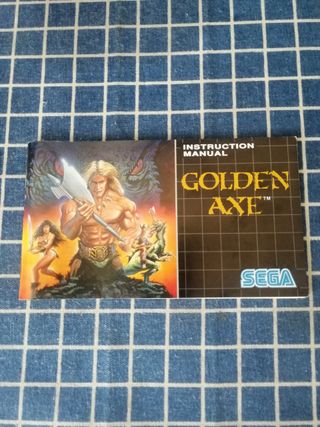 INSTRUCTION
MANUAL
GOLDEN
AXE™
SEGA